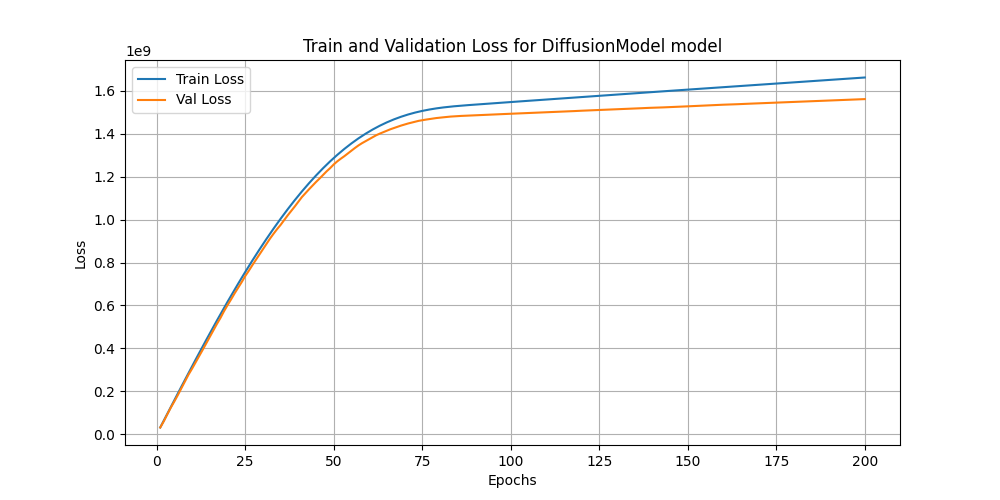 Train and Validation Loss for DiffusionModel model
1e9
Train Loss
Val Loss
1.6
1.4
1.2
1.0
0.8
0.6
0.4
0.2
0.0
Loss
0 25 50 75 100 125 150 175 200
Epochs